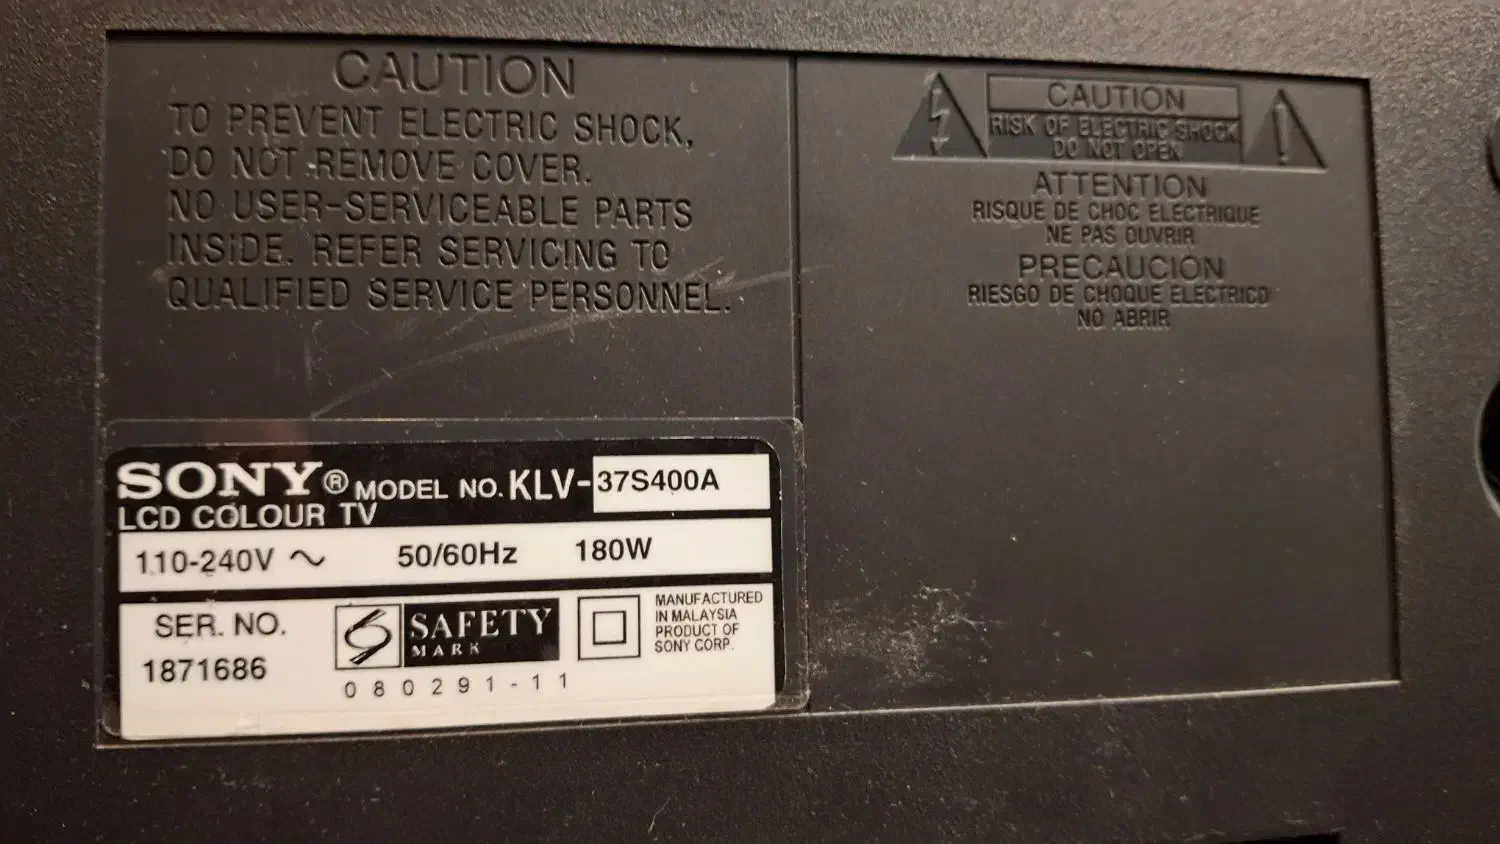 CAUTION
TO PREVENT ELECTRIC SHOCK,
DO NOT REMOVE COVER.
NO USER-SERVICEABLE PARTS
INSIDE. REFER SERVICING TO
QUALIFIED SERVICE PERSONNEL.
CAUTION
RISK OF ELECTRIC SHOCK
DO NOT OPEN
ATTENTION
RISQUE DE CHOC ELECTRIQUE
NE PAS OUVRIR
PRECAUCION
RIESGO DE CHOQUE ELECTRICO
NO ABRIR
SONY® MODEL NO. KLV-37S400A
LCD COLOUR TV
110-240V ~ 50/60Hz 180W
SER. NO.
1871686
SAFETY
MARK
080291-11
MANUFACTURED
IN MALAYSIA
PRODUCT OF
SONY CORP.